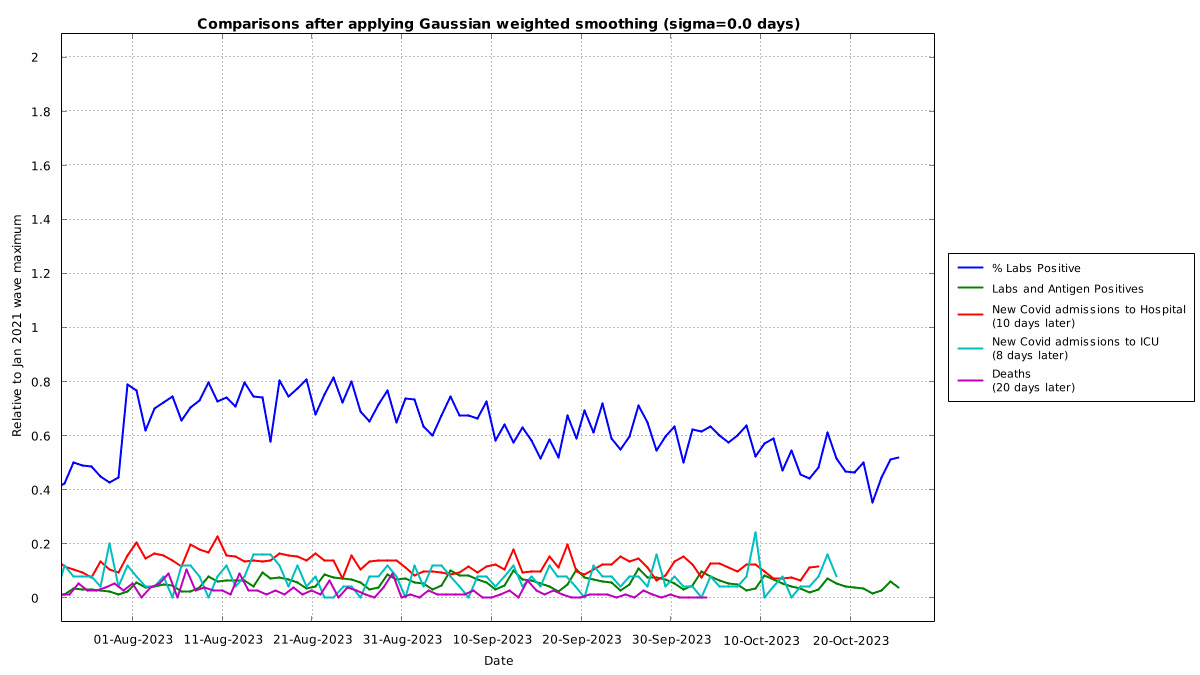 Comparisons after applying Gaussian weighted smoothing (sigma=0.0 days)
Relative to Jan 2021 wave maximum
2
1.8
1.6
1.4
1.2
1
0.8
0.6
0.4
0.2
0
01-Aug-2023 11-Aug-2023 21-Aug-2023 31-Aug-2023 10-Sep-2023 20-Sep-2023 30-Sep-2023 10-Oct-2023 20-Oct-2023
Date
% Labs Positive
Labs and Antigen Positives
New Covid admissions to Hospital
(10 days later)
New Covid admissions to ICU
(8 days later)
Deaths
(20 days later)